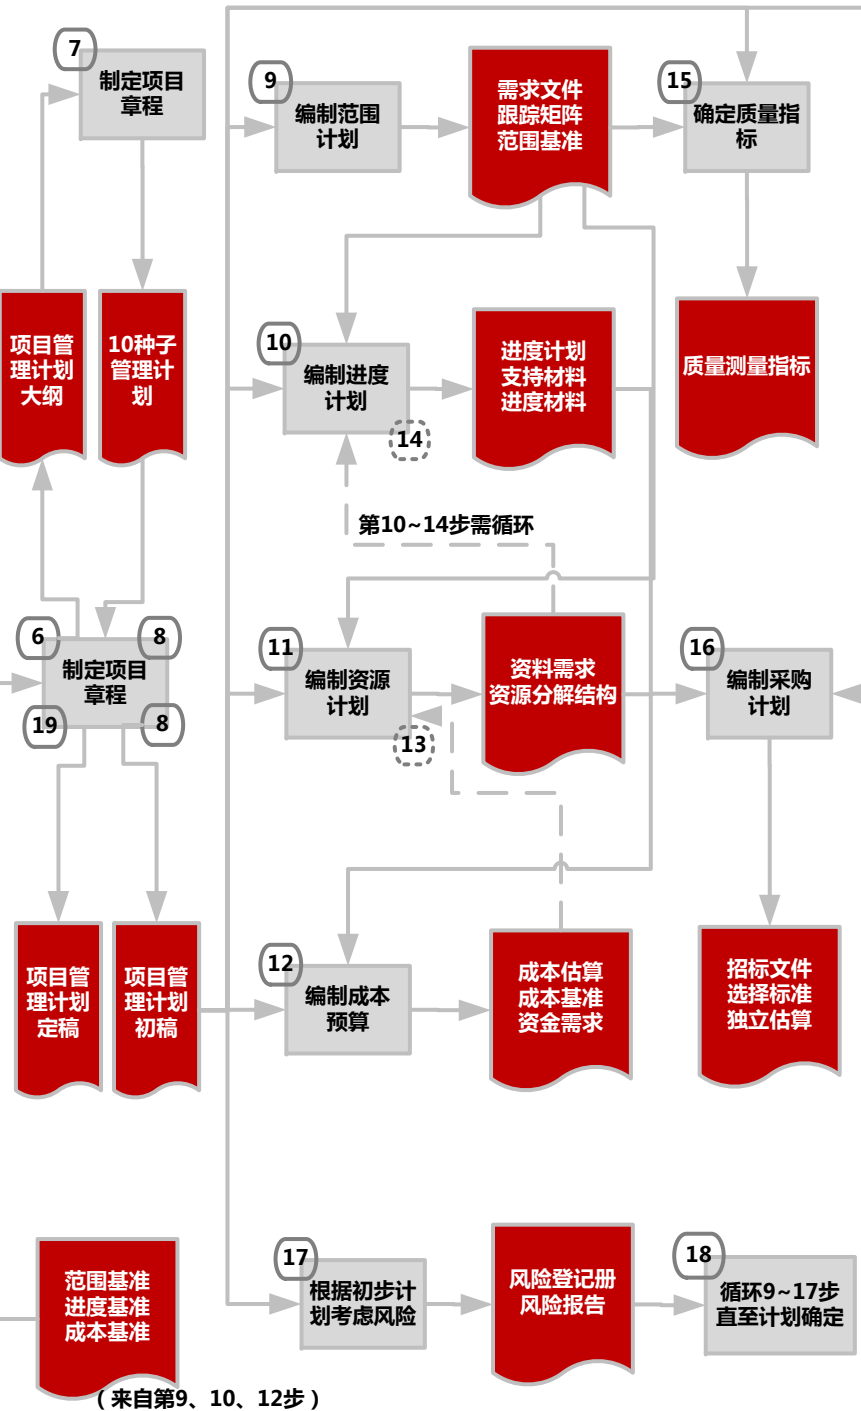 7
制定项目
章程
9
编制范围
计划
需求文件
跟踪矩阵
范围基准
15
确定质量指
标
项目管
理计划
大纲
10种子
管理计
划
10
编制进度
计划
14
进度计划
支持材料
进度材料
质量测量指标
第10~14步需循环
6
8
制定项目
章程
19
8
11
编制资源
计划
13
资料需求
资源分解结构
16
编制采购
计划
项目管
理计划
定稿
项目管
理计划
初稿
12
编制成本
预算
成本估算
成本基准
资金需求
招标文件
选择标准
独立估算
范围基准
进度基准
成本基准
（来自第9、10、12步）
17
根据初步计
划考虑风险
风险登记册
风险报告
18
循环9~17步
直至计划确定